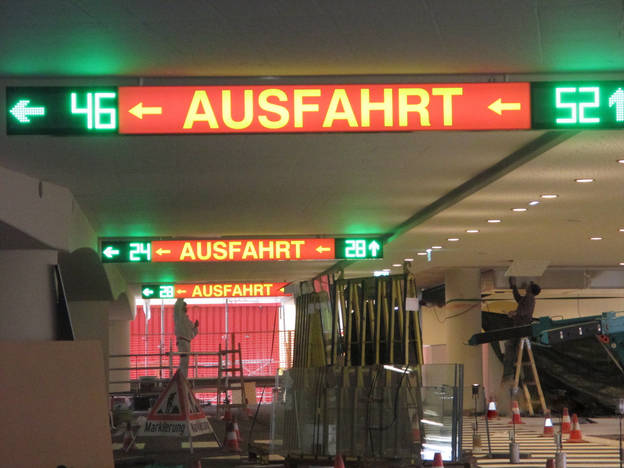 ← 46 ← AUSFAHRT ← 52 ↑
← 24 ← AUSFAHRT ← 28 ↑
← 28 ← AUSFAHRT ←
Markierung